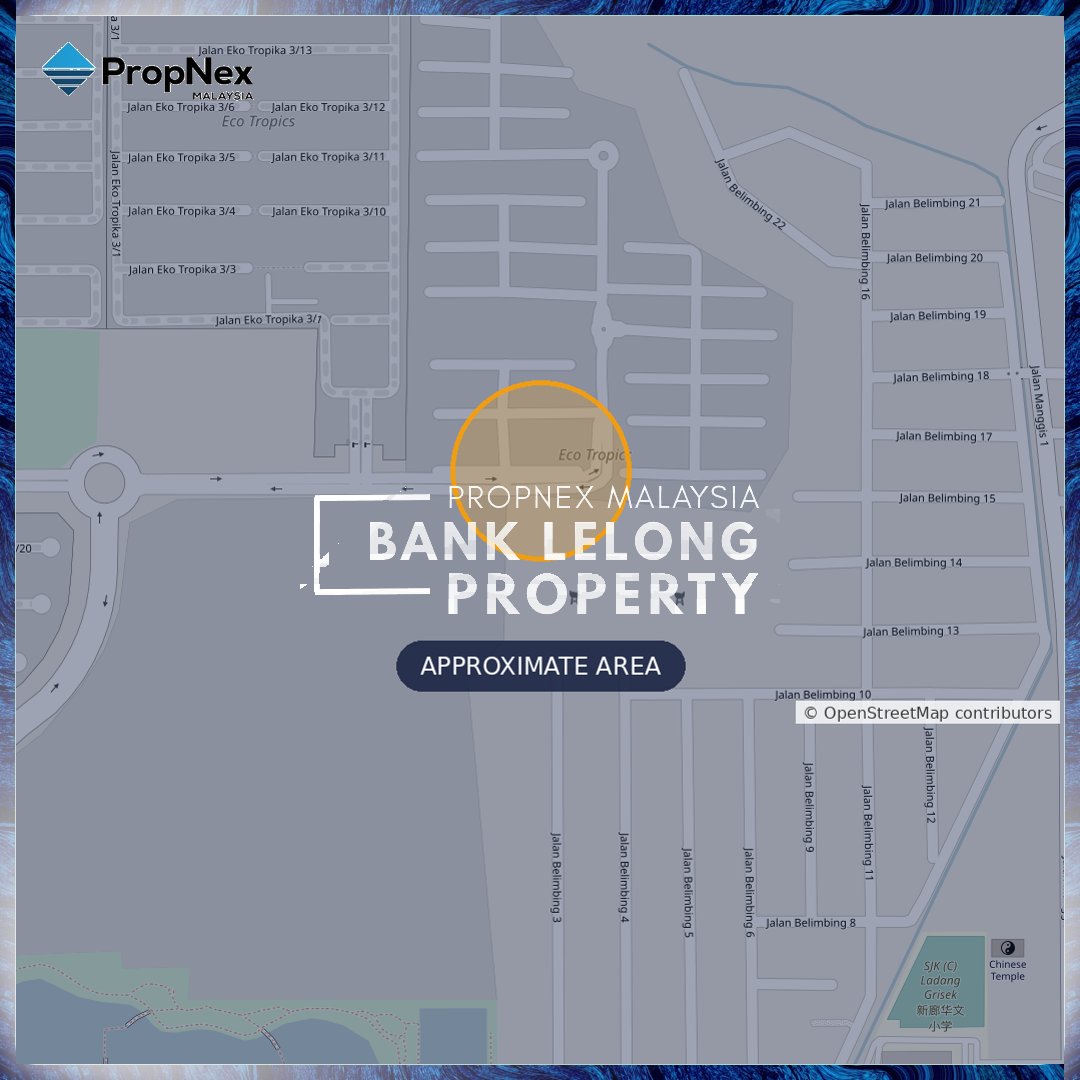 PropNex
MALAYSIA
Jalan Eko Tropika 3/13
Jalan Eko Tropika 3/6
Jalan Eko Tropika 3/12
Eco Tropics
Jalan Eko Tropika 3/5
Jalan Eko Tropika 3/11
Jalan Eko Tropika 3/1
Jalan Eko Tropika 3/4
Jalan Eko Tropika 3/10
Jalan Eko Tropika 3/3
Jalan Eko Tropika 3/1
Jalan Belimbing 22
Jalan Belimbing 21
Jalan Belimbing 16
Jalan Belimbing 20
Jalan Belimbing 19
Jalan Belimbing 18
Jalan Manggis 1
Jalan Belimbing 17
Eco Tropics
Jalan Belimbing 15
PROPNEX MALAYSIA
BANK LELONG
PROPERTY
/20
Jalan Belimbing 14
Jalan Belimbing 13
APPROXIMATE AREA
Jalan Belimbing 10
© OpenStreetMap contributors
Jalan Belimbing 12
Jalan Belimbing 9
Jalan Belimbing 11
Jalan Belimbing 3
Jalan Belimbing 4
Jalan Belimbing 5
Jalan Belimbing 6
Jalan Belimbing 8
SJK (C)
Ladang
Grisek
新廊华文
小学
Chinese
Temple